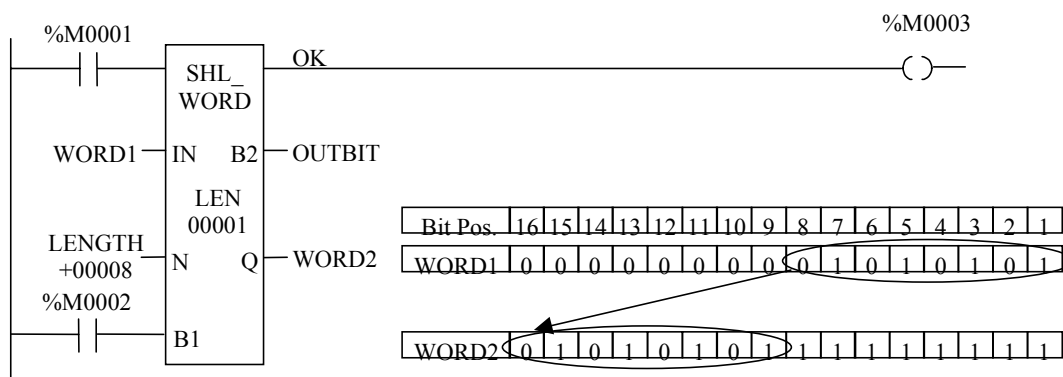 %M0001
%M0003
OK
SHL_
WORD
WORD1 IN B2 OUTBIT
LEN
00001
Bit Pos. 16 15 14 13 12 11 10 9 8 7 6 5 4 3 2 1
LENGTH
+00008 N Q WORD2
WORD1 0 0 0 0 0 0 0 0 0 1 0 1 0 1 0 1
%M0002
B1
WORD2 0 1 0 1 0 1 0 1 1 1 1 1 1 1 1 1